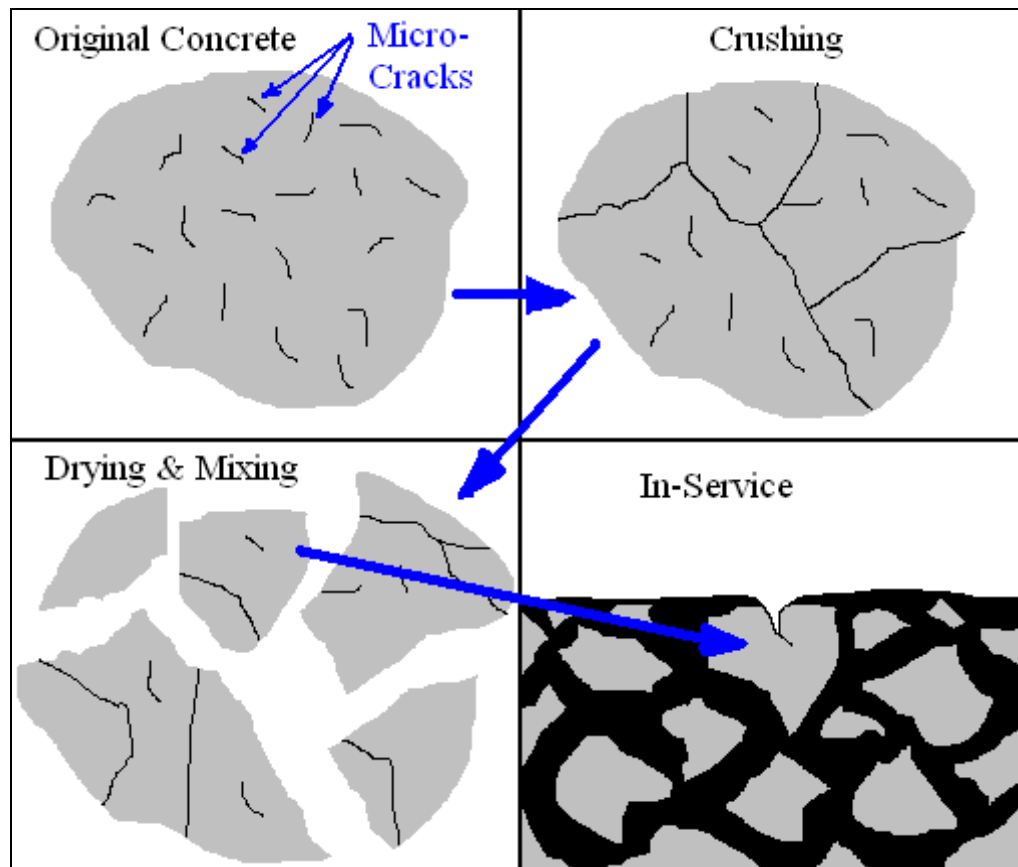 Original Concrete
Micro-
Cracks
Crushing
Drying & Mixing
In-Service